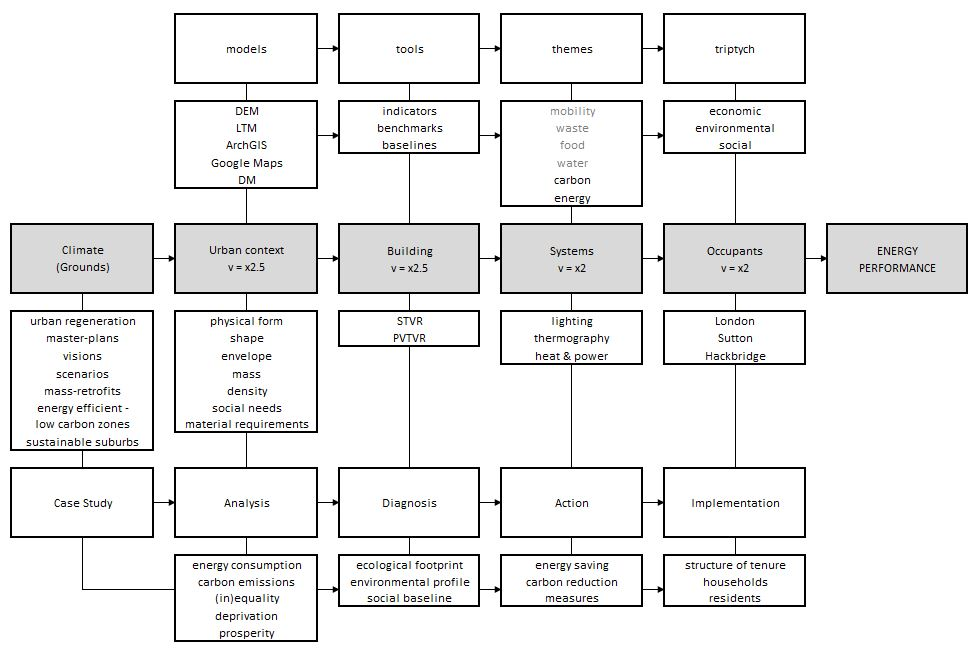 models
tools
themes
triptych
DEM
LTM
ArchGIS
Google Maps
DM
indicators
benchmarks
baselines
mobility
waste
food
water
carbon
energy
economic
environmental
social
Climate
(Grounds)
Urban context
v = x2.5
Building
v = x2.5
Systems
v = x2
Occupants
v = x2
ENERGY
PERFORMANCE
urban regeneration
master-plans
visions
scenarios
mass-retrofits
energy efficient -
low carbon zones
sustainable suburbs
physical form
shape
envelope
mass
density
social needs
material requirements
STVR
PVTVR
lighting
thermography
heat & power
London
Sutton
Hackbridge
Case Study
Analysis
Diagnosis
Action
Implementation
energy consumption
carbon emissions
(in)equality
deprivation
prosperity
ecological footprint
environmental profile
social baseline
energy saving
carbon reduction
measures
structure of tenure
households
residents